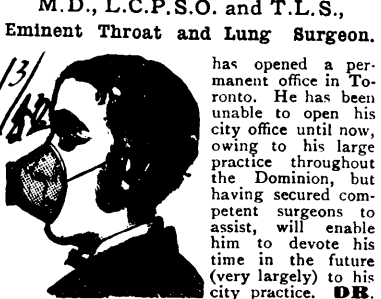 M.D., L.C.P.S.O. and T.L.S.,
Eminent Throat and Lung Surgeon.
has opened a per-
manent office in To-
ronto. He has been
unable to open his
city office until now,
owing to his large
practice throughout
the Dominion, but
having secured com-
petent surgeons to
assist, will enable
him to devote his
time in the future
(very largely) to his
city practice. DR.